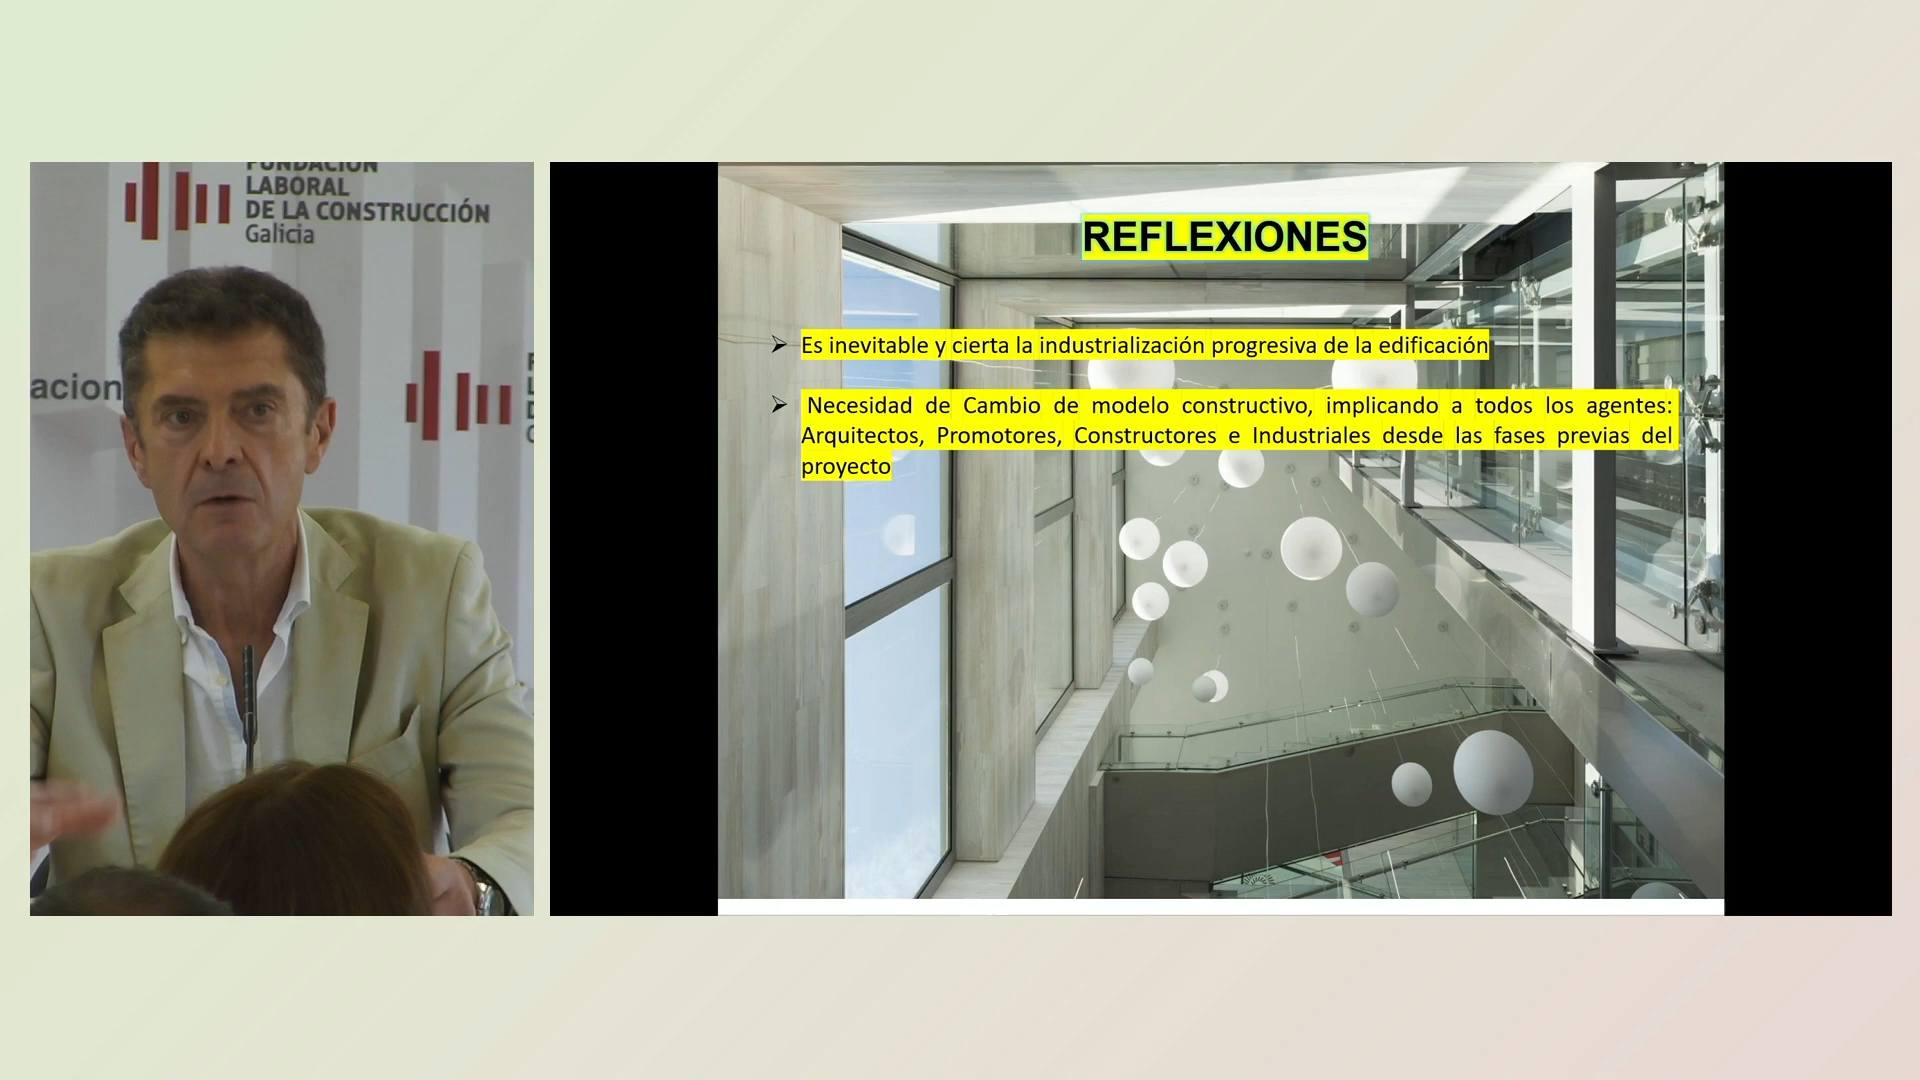 FUNDACIÓN
LABORAL
DE LA CONSTRUCCIÓN
Galicia
acion
REFLEXIONES
Es inevitable y cierta la industrialización progresiva de la edificación
Necesidad de Cambio de modelo constructivo, implicando a todos los agentes:
Arquitectos, Promotores, Constructores e Industriales desde las fases previas del
proyecto